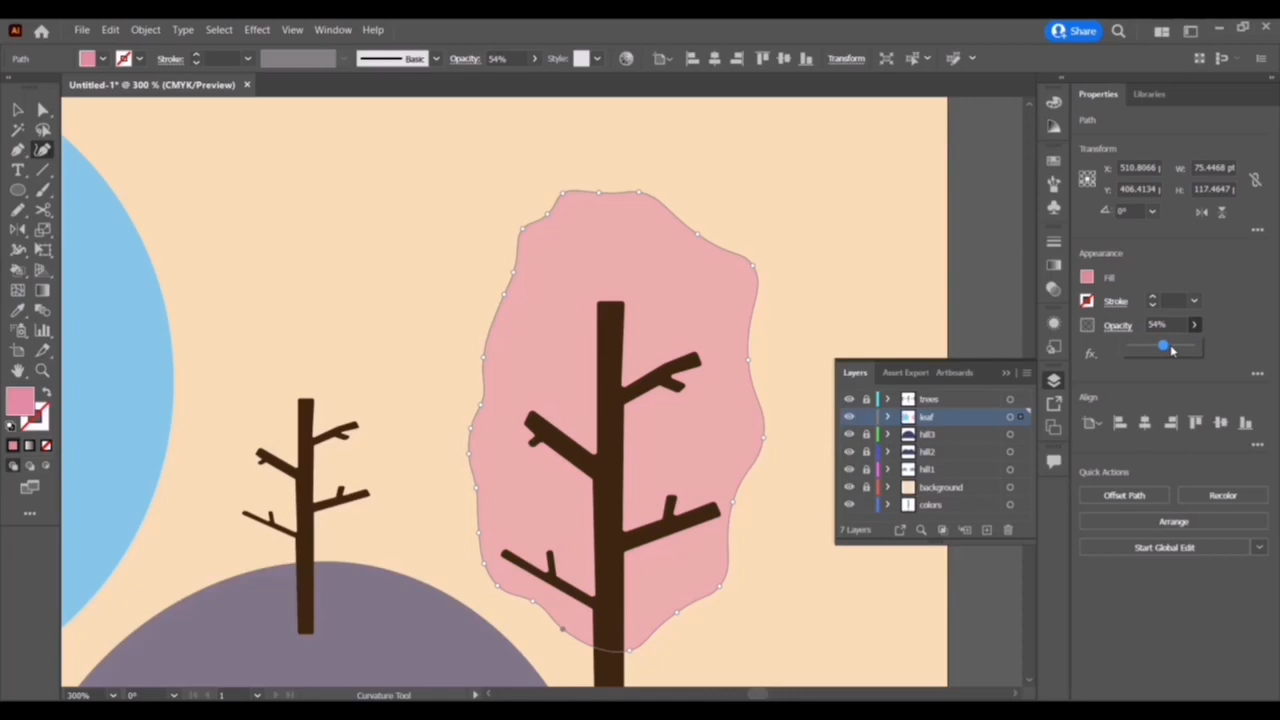 Ai File Edit Object Type Select Effect View Window Help Share
Path Stroke: Basic Opacity: 54% Style: Transform
Untitled-1* @ 300 % (CMYK/Preview) ×
Properties Libraries
Path
Transform
X: 510.8066 W: 75.4468 pt
Y: 406.4134 H: 117.4647
0°
Appearance
Fill
Stroke
Opacity 54%
fx.
Align
Quick Actions
Offset Path Recolor
Arrange
Start Global Edit
Layers Asset Export Artboards
trees
leaf
hill3
hill2
hill1
background
colors
7 Layers
300% 0° 1 Curvature Tool